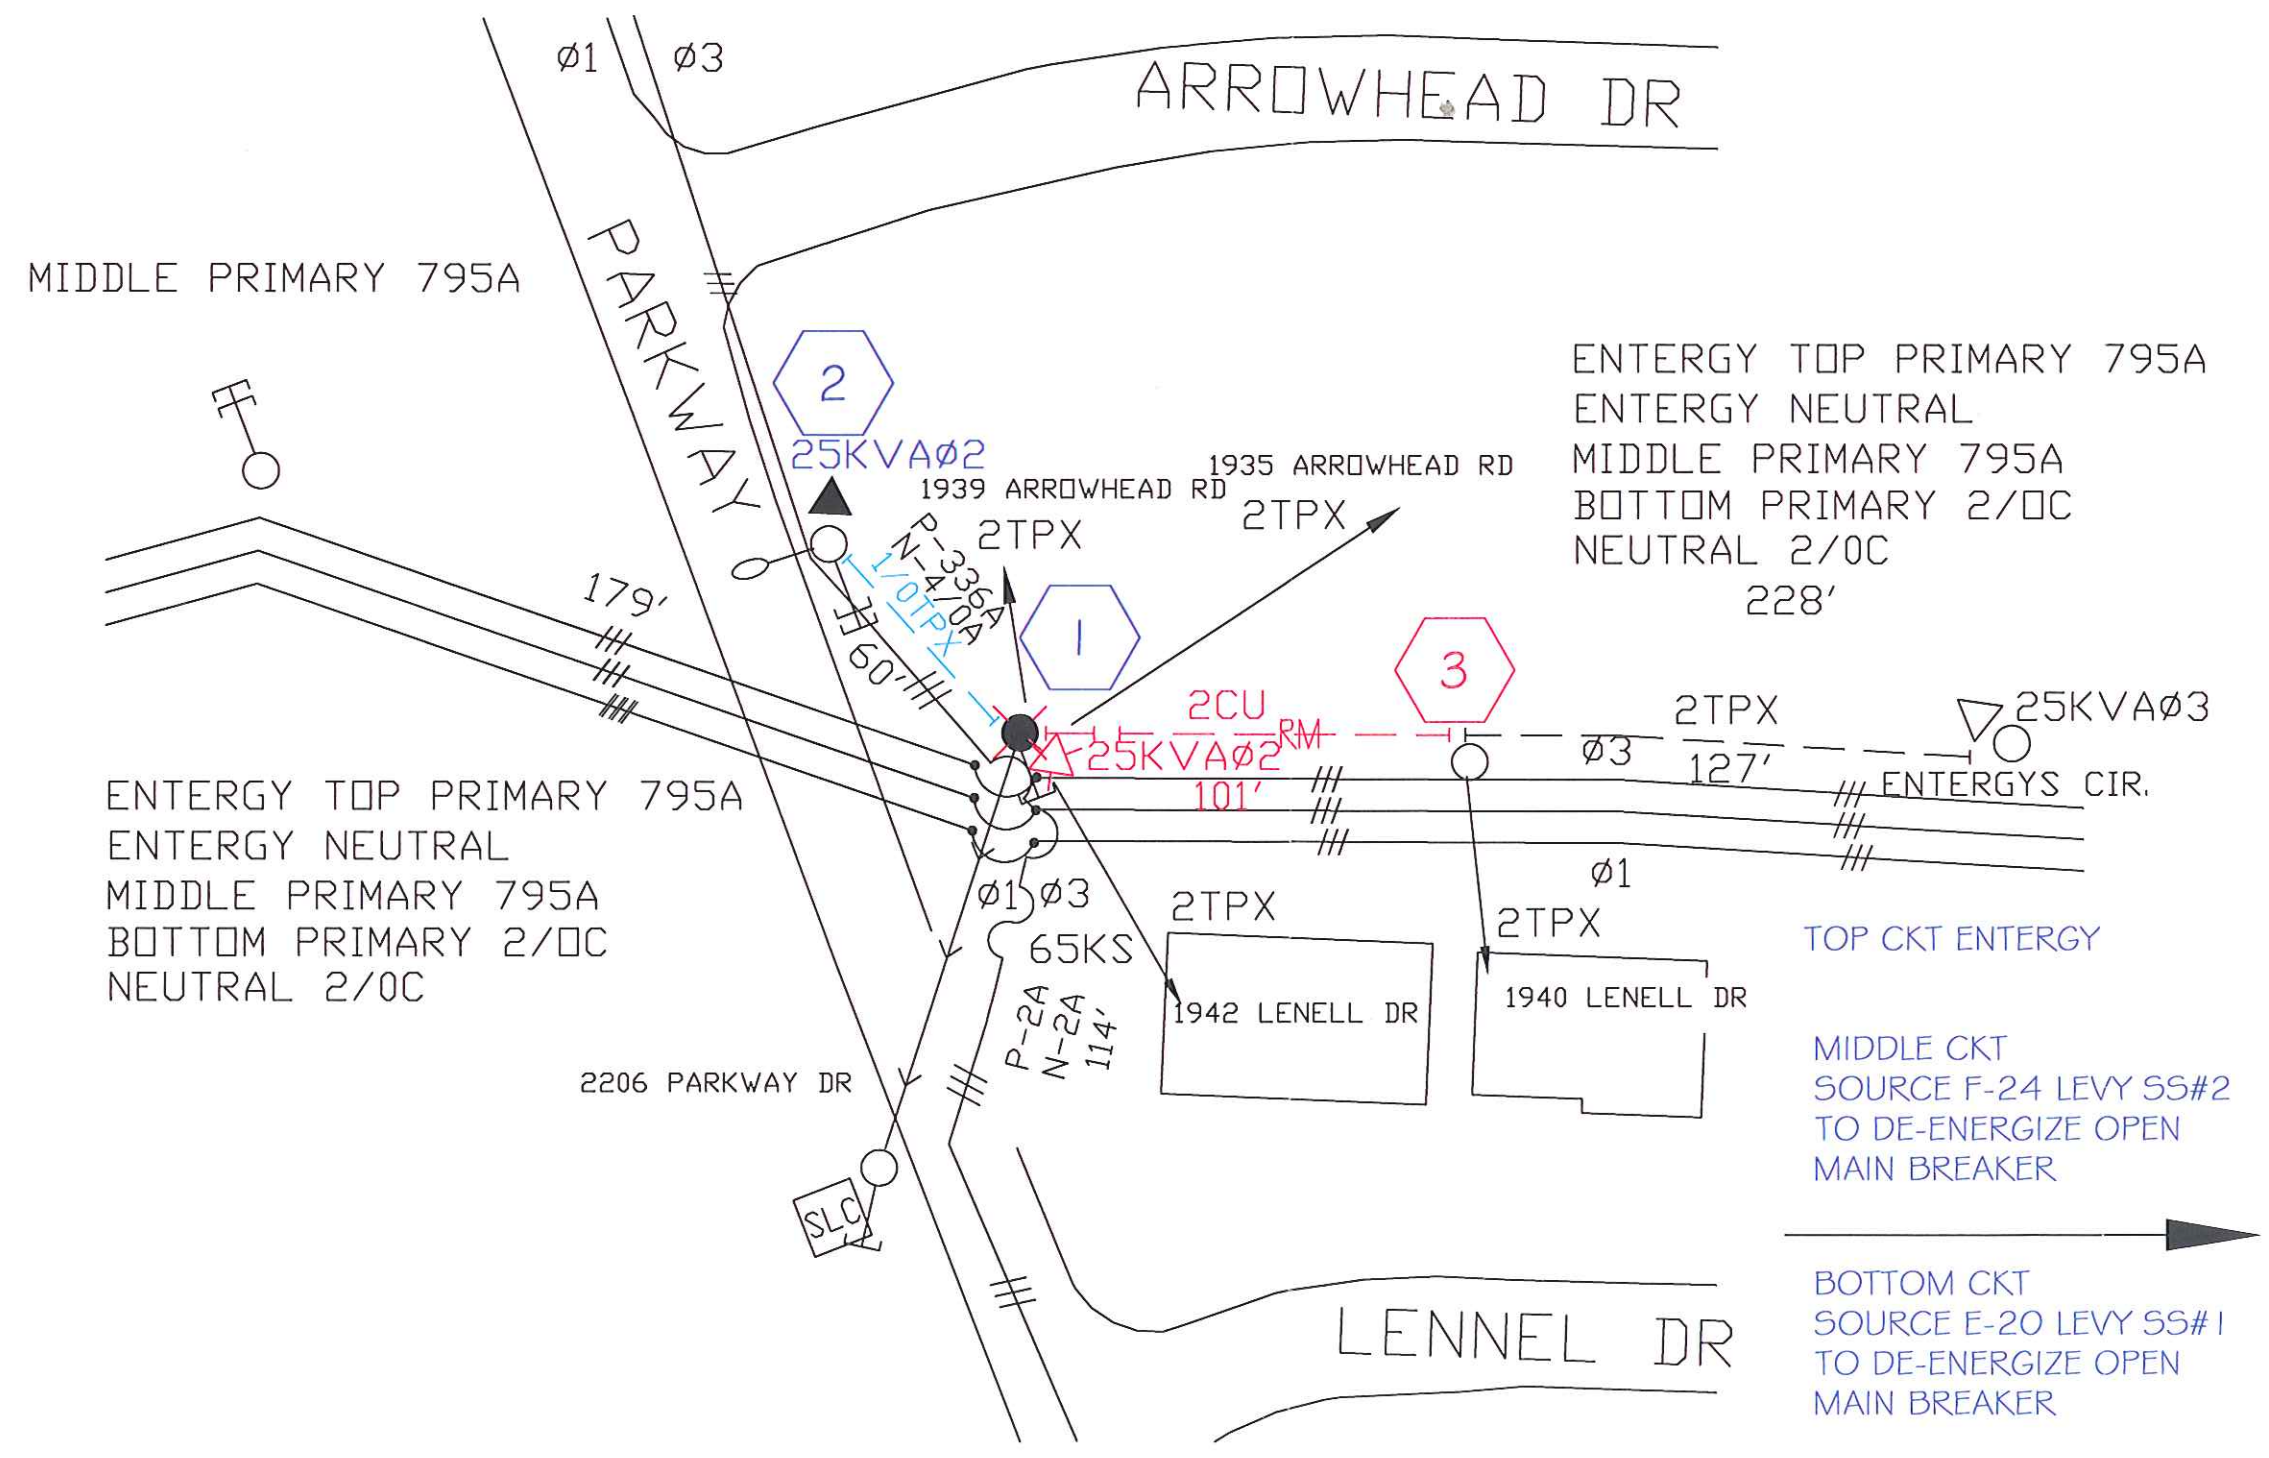 ø1
ø3
ARROWHEAD DR
PARKWAY
MIDDLE PRIMARY 795A
2
25KVAø2
1939 ARROWHEAD RD
2TPX
1935 ARROWHEAD RD
2TPX
ENTERGY TOP PRIMARY 795A
ENTERGY NEUTRAL
MIDDLE PRIMARY 795A
BOTTOM PRIMARY 2/0C
NEUTRAL 2/0C
228'
179'
P-336A
N-4/0A
1/0TPX
60'
1
3
2CU
RM
25KVAø2
101'
2TPX
ø3
127'
25KVAø3
ENTERGYS CIR.
ENTERGY TOP PRIMARY 795A
ENTERGY NEUTRAL
MIDDLE PRIMARY 795A
BOTTOM PRIMARY 2/0C
NEUTRAL 2/0C
ø1
ø3
65KS
P-2A
N-2A
114'
2TPX
1942 LENELL DR
ø1
2TPX
1940 LENELL DR
2206 PARKWAY DR
SLC
TOP CKT ENTERGY
MIDDLE CKT
SOURCE F-24 LEVY SS#2
TO DE-ENERGIZE OPEN
MAIN BREAKER
BOTTOM CKT
SOURCE E-20 LEVY SS#1
TO DE-ENERGIZE OPEN
MAIN BREAKER
LENNEL DR